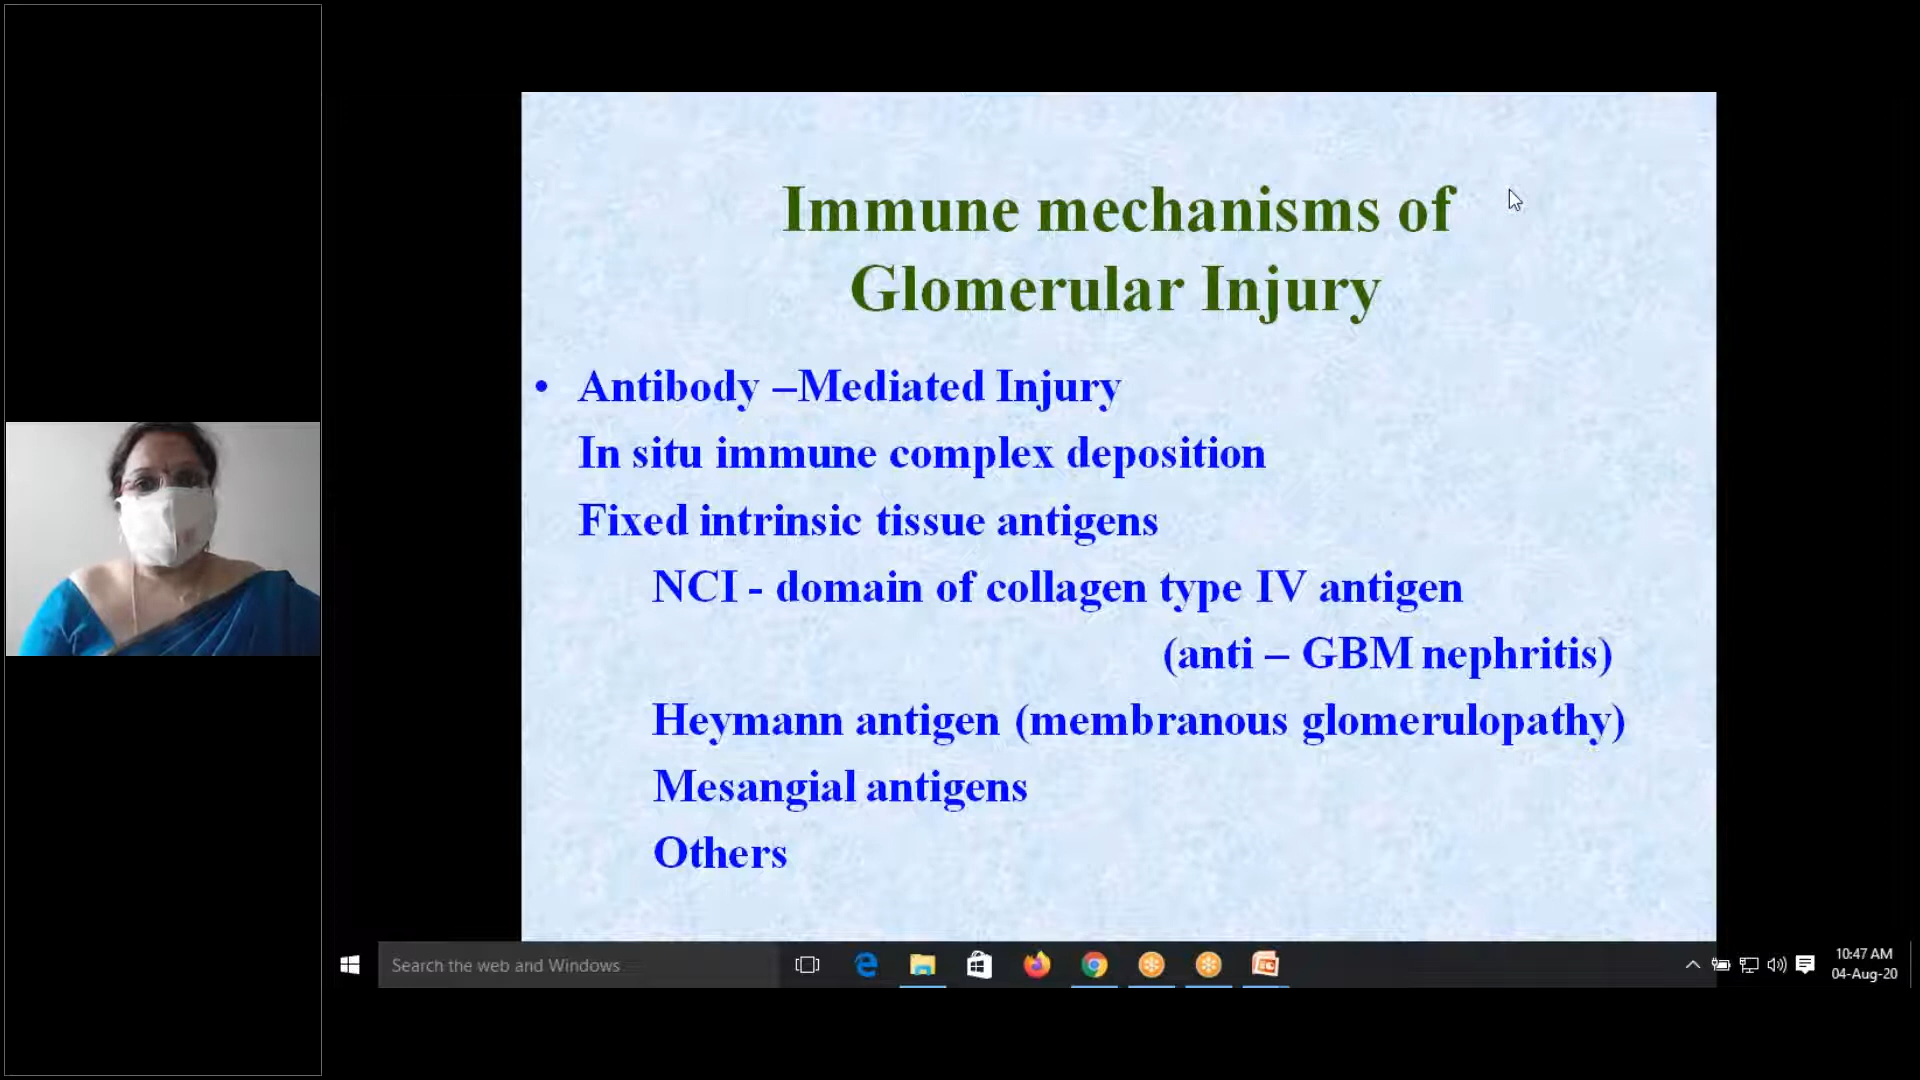 Immune mechanisms of
Glomerular Injury
• Antibody –Mediated Injury
In situ immune complex deposition
Fixed intrinsic tissue antigens
NCI - domain of collagen type IV antigen
(anti – GBM nephritis)
Heymann antigen (membranous glomerulopathy)
Mesangial antigens
Others
Search the web and Windows
10:47 AM
04-Aug-20